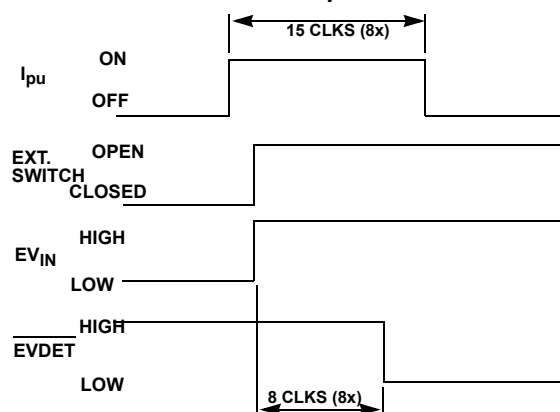 15 CLKS (8x)
Ipu
ON
OFF
EXT.
SWITCH
OPEN
CLOSED
EVIN
HIGH
LOW
EVDET
HIGH
LOW
8 CLKS (8x)